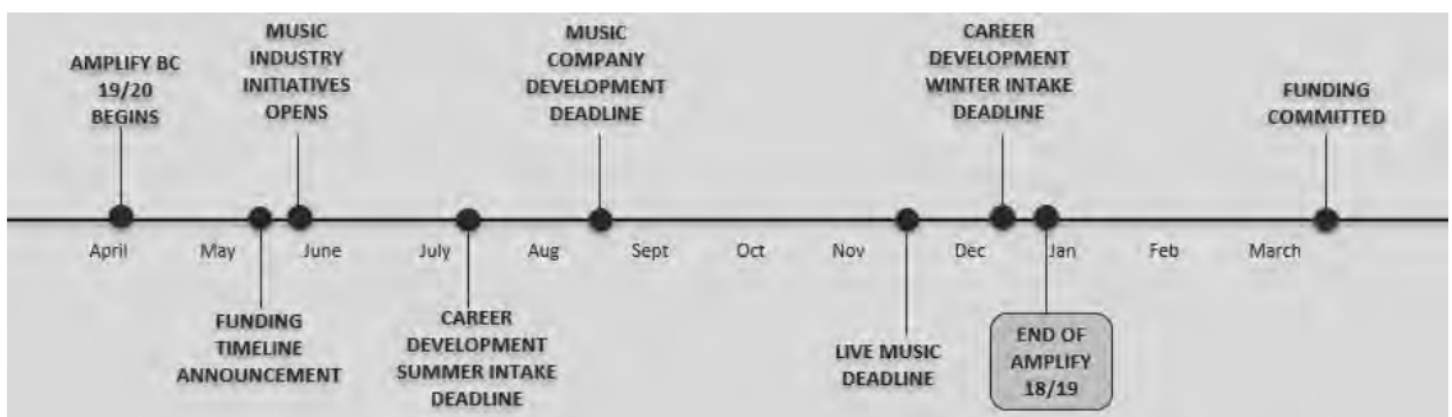 AMPLIFY BC
19/20
BEGINS
MUSIC
INDUSTRY
INITIATIVES
OPENS
MUSIC
COMPANY
DEVELOPMENT
DEADLINE
CAREER
DEVELOPMENT
WINTER INTAKE
DEADLINE
FUNDING
COMMITTED
April May June July Aug Sept Oct Nov Dec Jan Feb March
FUNDING
TIMELINE
ANNOUNCEMENT
CAREER
DEVELOPMENT
SUMMER INTAKE
DEADLINE
LIVE MUSIC
DEADLINE
END OF
AMPLIFY
18/19